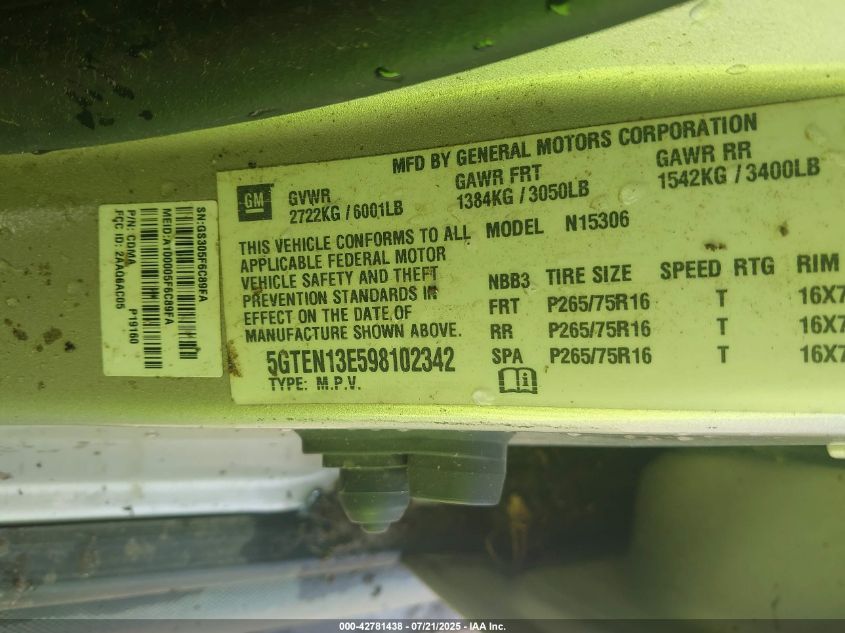 MFD BY GENERAL MOTORS CORPORATION
GM
GVWR
2722KG / 6001LB
GAWR FRT
1384KG / 3050LB
GAWR RR
1542KG / 3400LB
THIS VEHICLE CONFORMS TO ALL
APPLICABLE FEDERAL MOTOR
VEHICLE SAFETY AND THEFT
PREVENTION STANDARDS IN
EFFECT ON THE DATE OF
MANUFACTURE SHOWN ABOVE.
5GTEN13E598102342
TYPE: M.P.V.
MODEL N15306
NBB3 TIRE SIZE SPEED RTG RIM
FRT P265/75R16 T 16X7
RR P265/75R16 T 16X7
SPA P265/75R16 T 16X7
SN:GS305F6C89FA
MEID:A100005F6C89FA
P/N: CDMA P19160
FCC ID: 2AAG6AC05
000-42781438 - 07/21/2025 - IAA Inc.